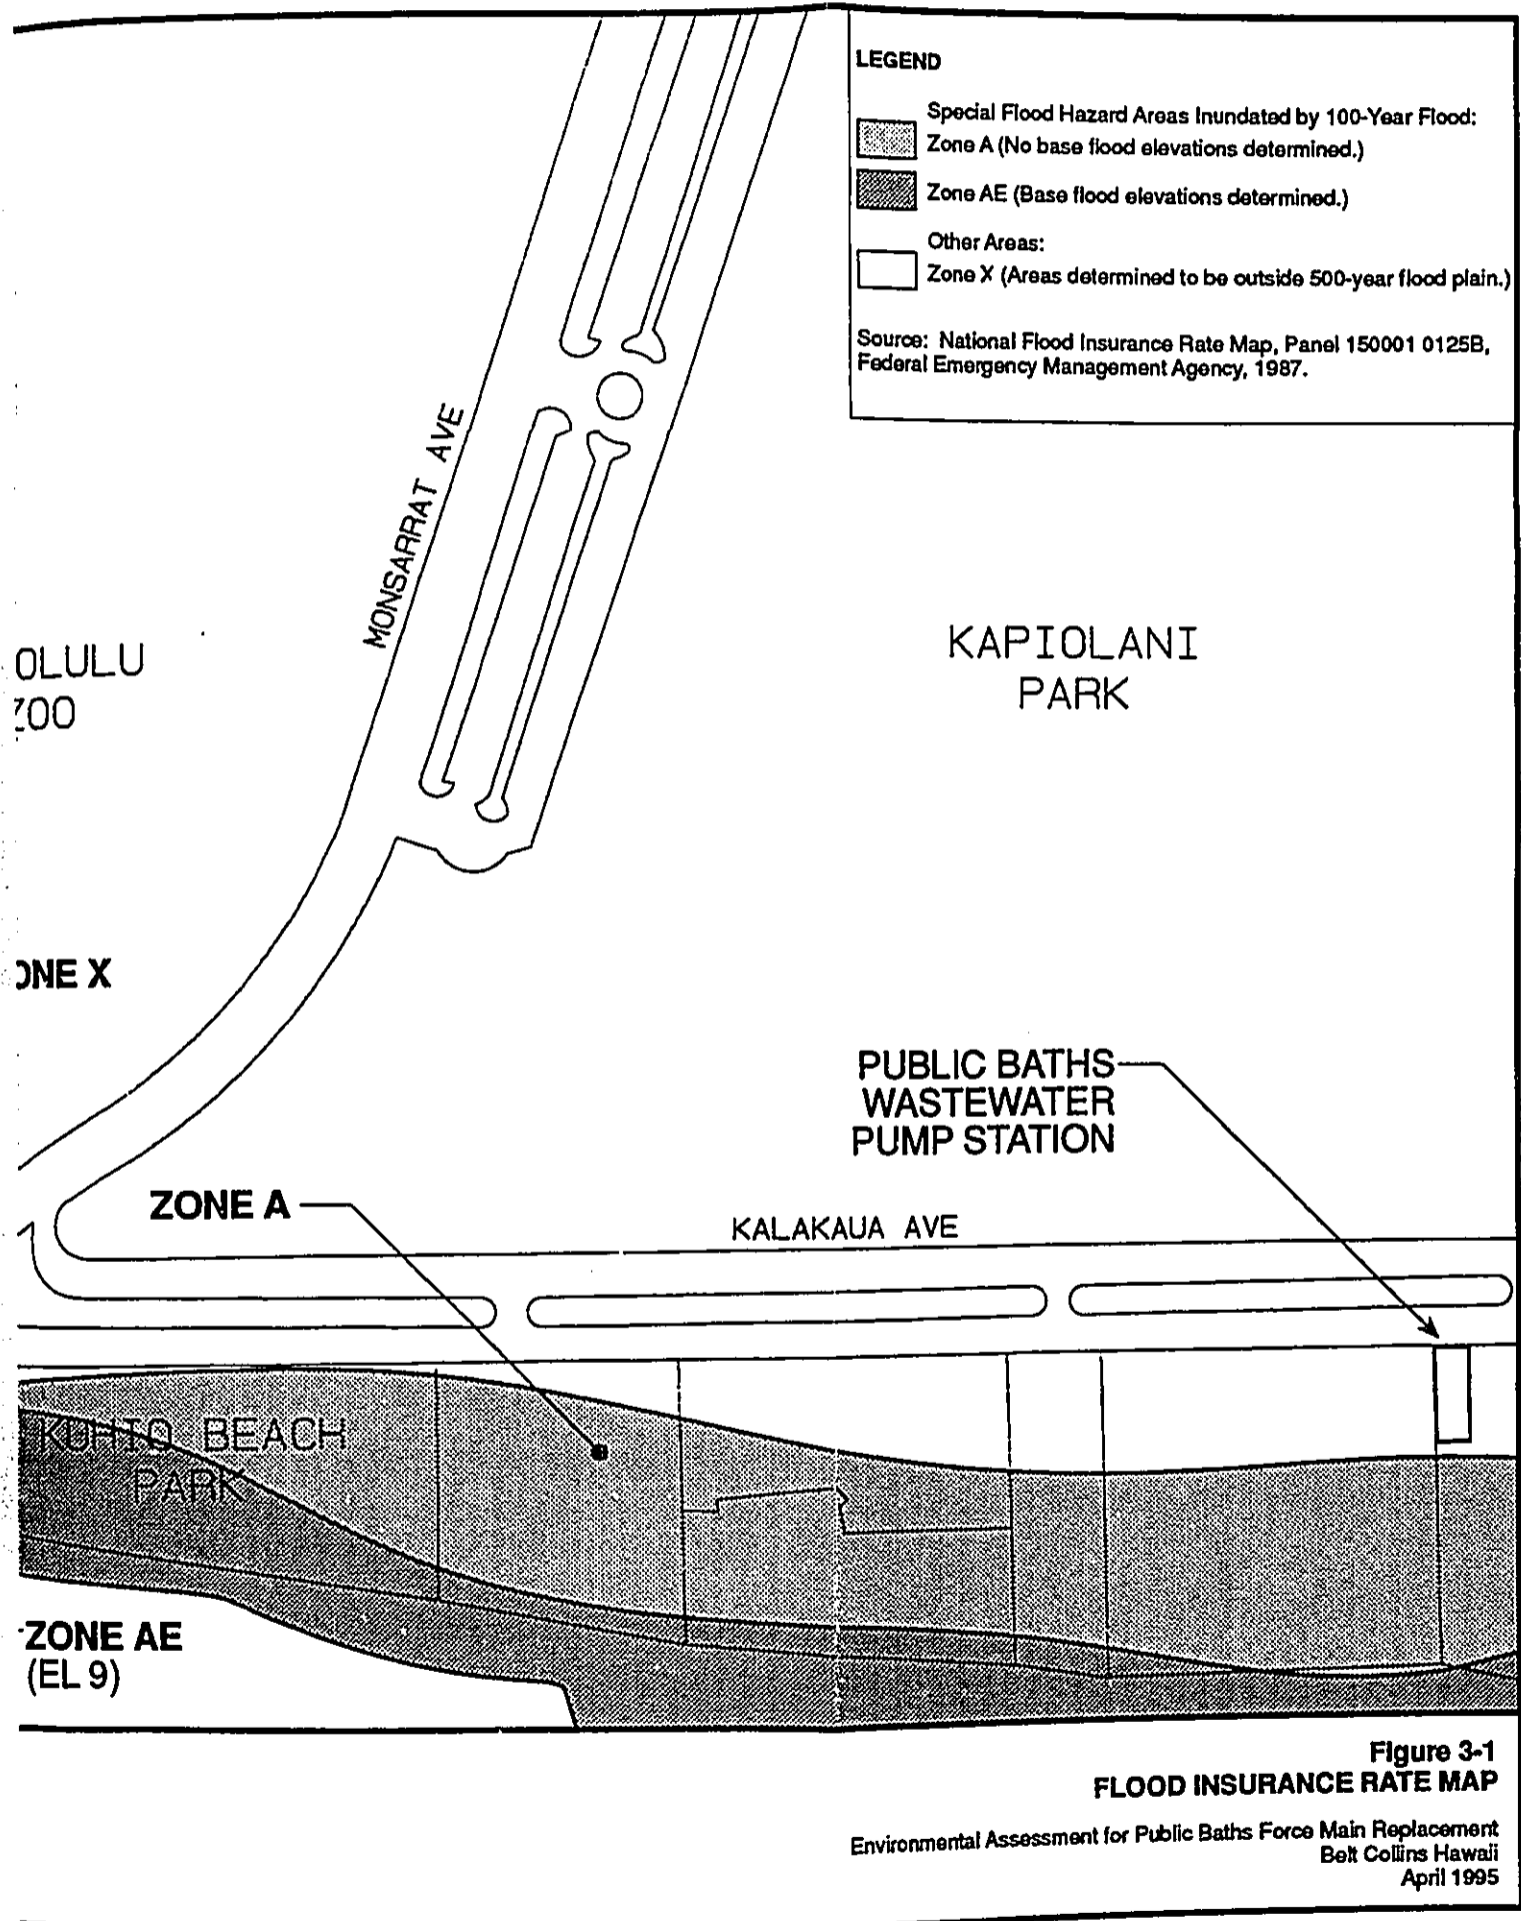 LEGEND
Special Flood Hazard Areas Inundated by 100-Year Flood:
Zone A (No base flood elevations determined.)
Zone AE (Base flood elevations determined.)
Other Areas:
Zone X (Areas determined to be outside 500-year flood plain.)
Source: National Flood Insurance Rate Map, Panel 150001 0125B,
Federal Emergency Management Agency, 1987.
MONSARRAT AVE
KAPIOLANI
PARK
OLULU
ZOO
ONE X
PUBLIC BATHS
WASTEWATER
PUMP STATION
ZONE A
KALAKAUA AVE
KUHIO BEACH
PARK
ZONE AE
(EL 9)
Figure 3-1
FLOOD INSURANCE RATE MAP
Environmental Assessment for Public Baths Force Main Replacement
Belt Collins Hawaii
April 1995